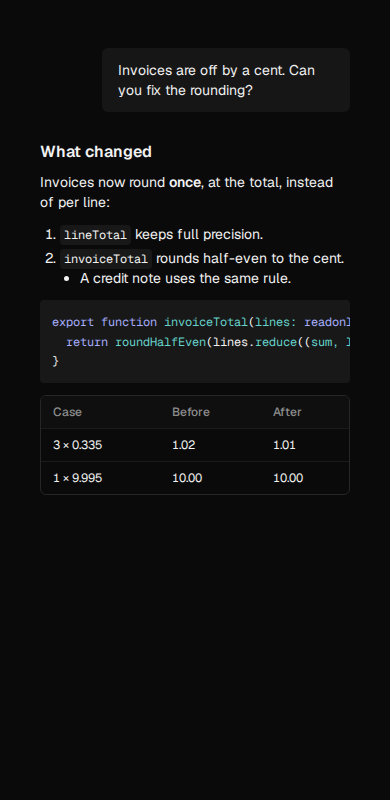 Invoices are off by a cent. Can
you fix the rounding?
What changed
Invoices now round once, at the total, instead
of per line:
1. lineTotal keeps full precision.
2. invoiceTotal rounds half-even to the cent.
• A credit note uses the same rule.
export function invoiceTotal(lines: readonl
return roundHalfEven(lines.reduce((sum, l
}
Case Before After
3 × 0.335 1.02 1.01
1 × 9.995 10.00 10.00